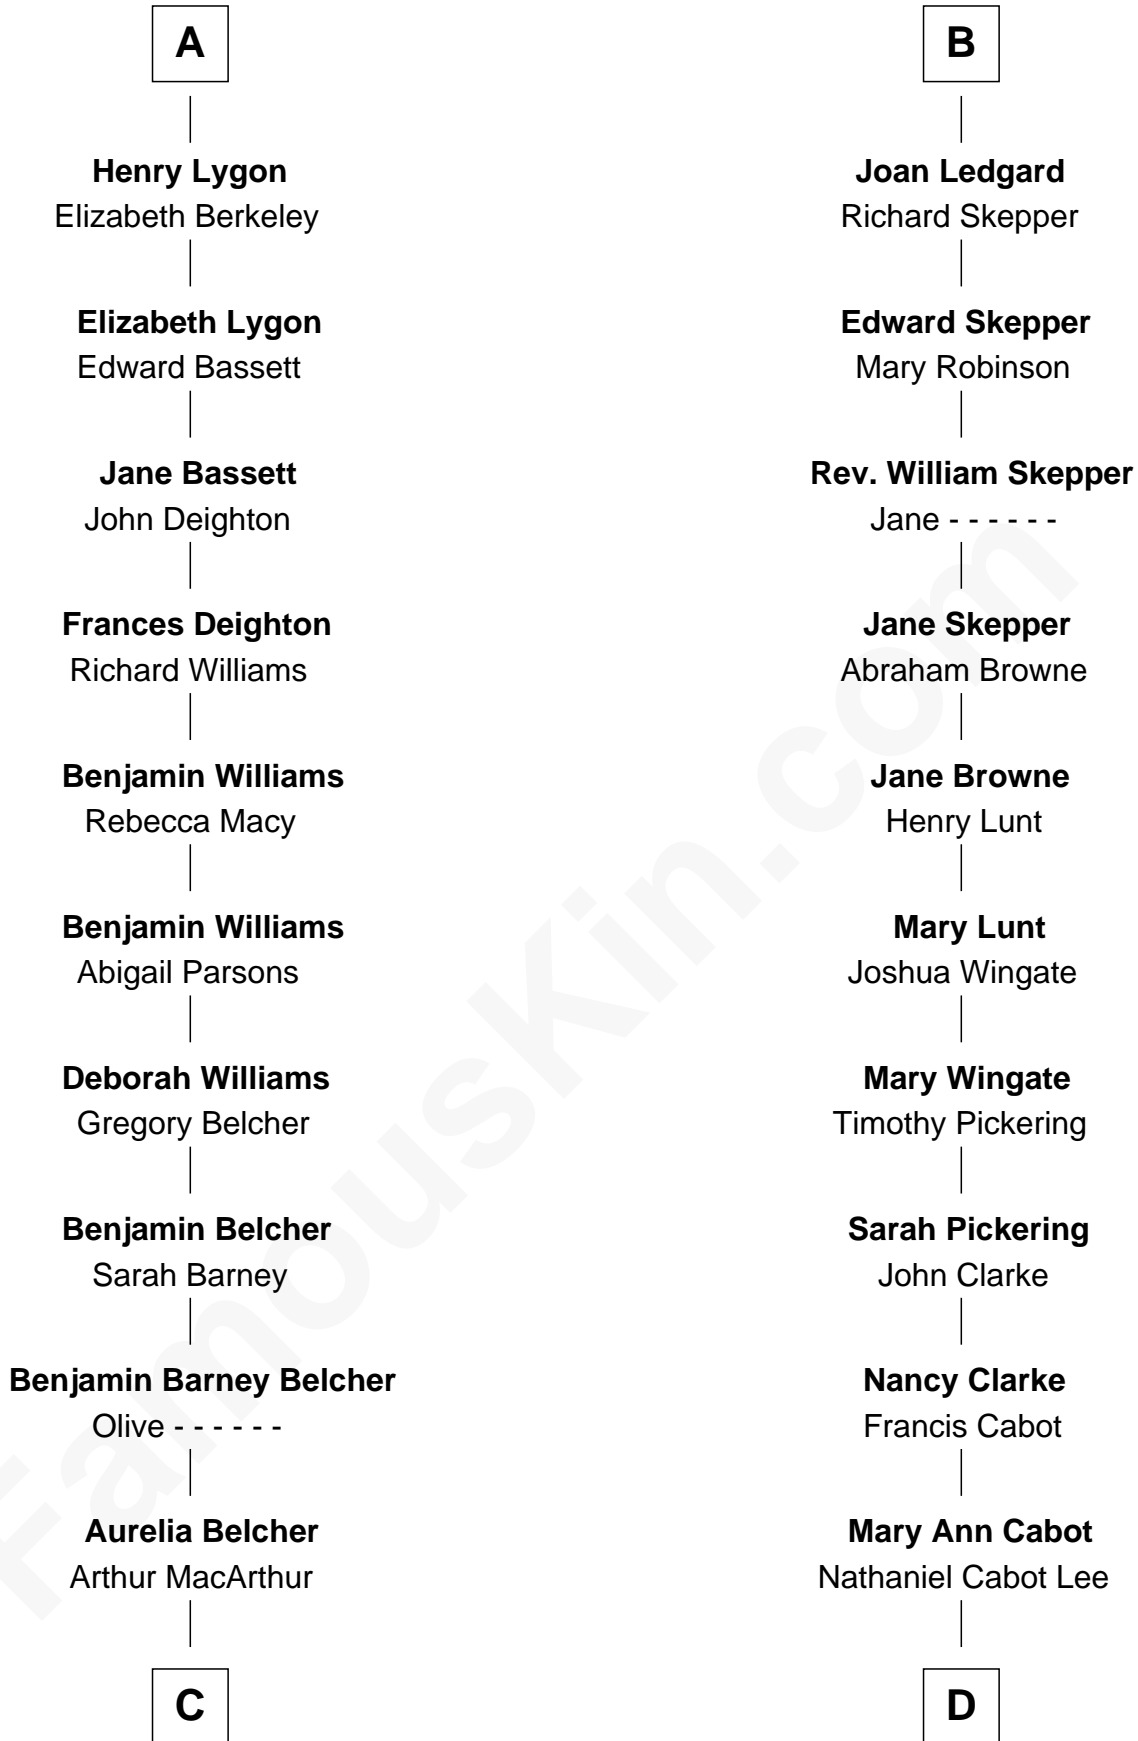 A
Henry Lygon
Elizabeth Berkeley
Elizabeth Lygon
Edward Bassett
Jane Bassett
John Deighton
Frances Deighton
Richard Williams
Benjamin Williams
Rebecca Macy
Benjamin Williams
Abigail Parsons
Deborah Williams
Gregory Belcher
Benjamin Belcher
Sarah Barney
Benjamin Barney Belcher
Olive - - - - - -
Aurelia Belcher
Arthur MacArthur
C
B
Joan Ledgard
Richard Skepper
Edward Skepper
Mary Robinson
Rev. William Skepper
Jane - - - - - -
Jane Skepper
Abraham Browne
Jane Browne
Henry Lunt
Mary Lunt
Joshua Wingate
Mary Wingate
Timothy Pickering
Sarah Pickering
John Clarke
Nancy Clarke
Francis Cabot
Mary Ann Cabot
Nathaniel Cabot Lee
D
FamousKin.com